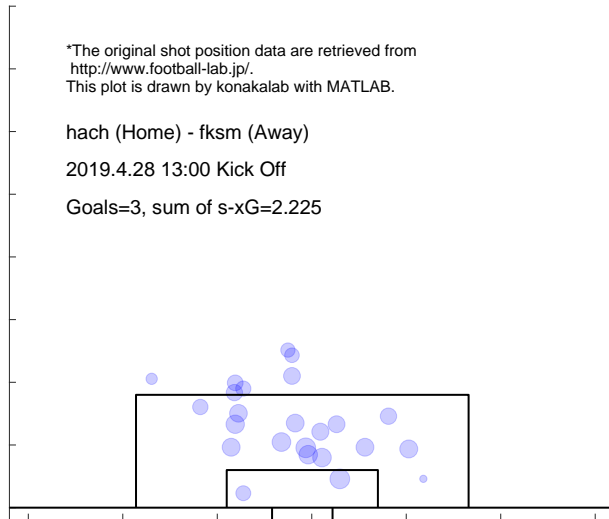 *The original shot position data are retrieved from
http://www.football-lab.jp/.
This plot is drawn by konakalab with MATLAB.
hach (Home) - fksm (Away)
2019.4.28 13:00 Kick Off
Goals=3, sum of s-xG=2.225